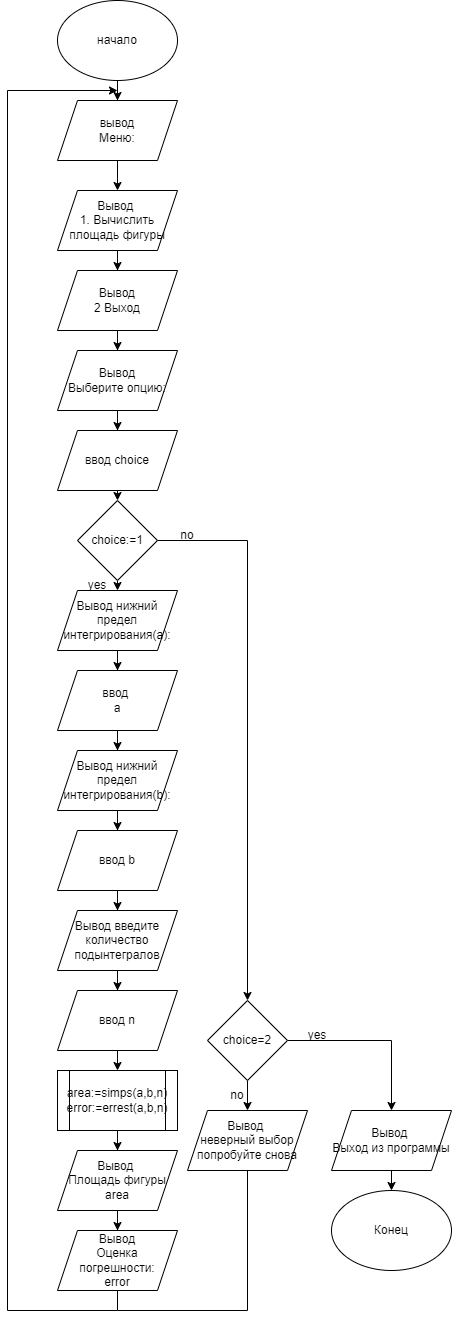 начало
вывод
Меню:
Вывод
1. Вычислить
площадь фигуры
Вывод
2 Выход
Вывод
Выберите опцию:
ввод choice
choice:=1
no
yes
Вывод нижний
предел
интегрирования(a):
ввод
a
Вывод нижний
предел
интегрирования(b):
ввод b
Вывод введите
количество
подынтегралов
ввод n
choice=2
yes
no
area:=simps(a,b,n)
error:=errest(a,b,n)
Вывод
неверный выбор
попробуйте снова
Вывод
Выход из программы
Вывод
Площадь фигуры
area
Конец
Вывод
Оценка
погрешности:
error